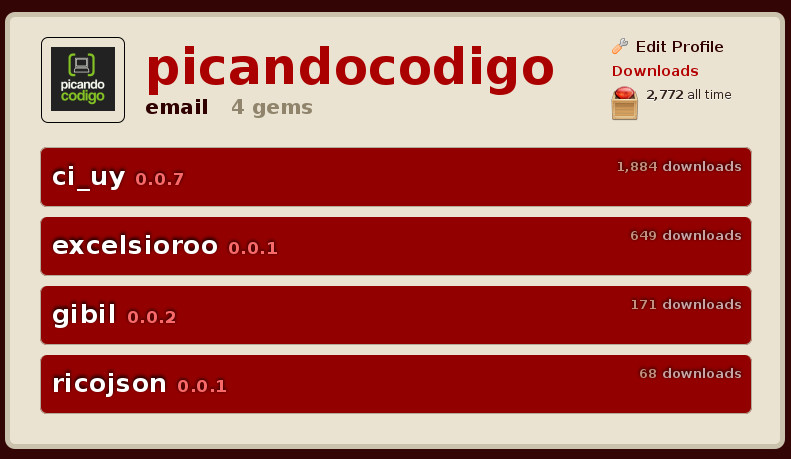 picando
codigo
picandocodigo
email 4 gems
Edit Profile
Downloads
2,772 all time
ci_uy 0.0.7
1,884 downloads
excelsioroo 0.0.1
649 downloads
gibil 0.0.2
171 downloads
ricojson 0.0.1
68 downloads